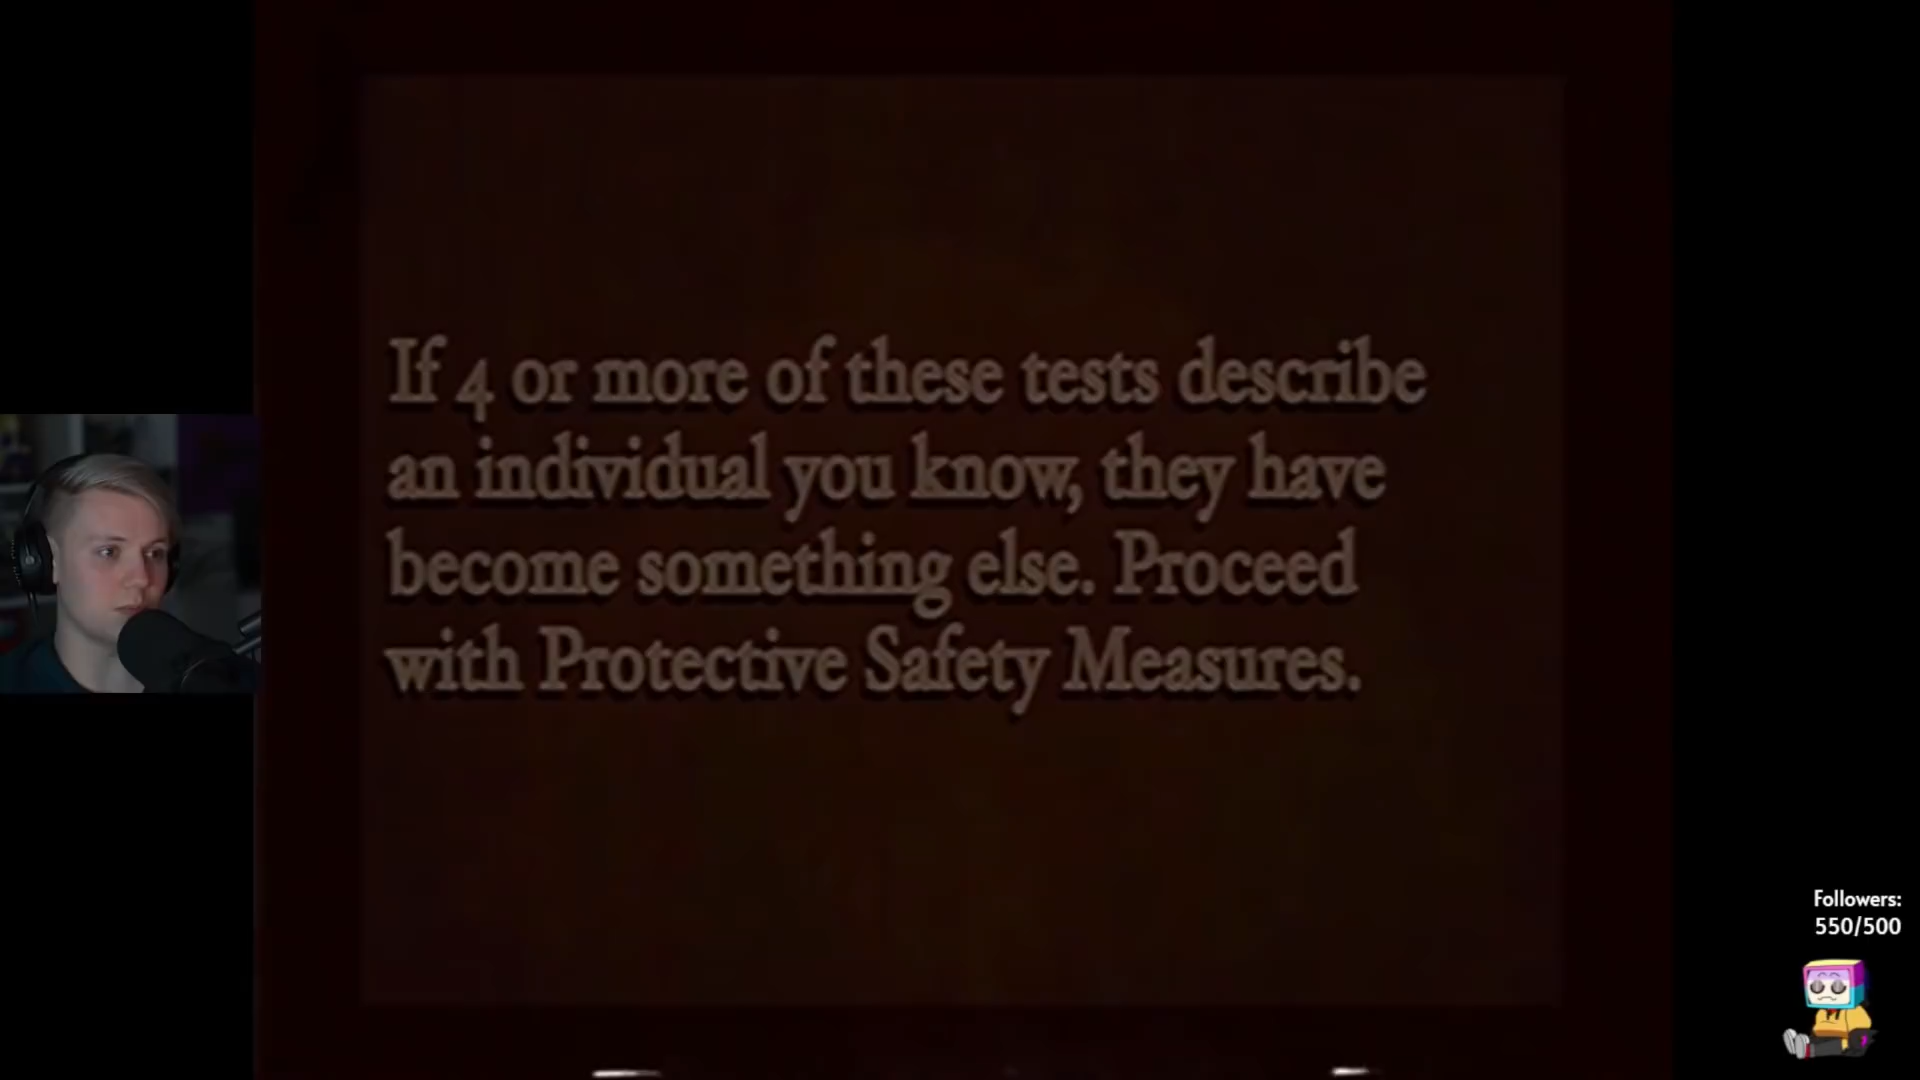 If 4 or more of these tests describe
an individual you know, they have
become something else. Proceed
with Protective Safety Measures.
Followers:
550/500